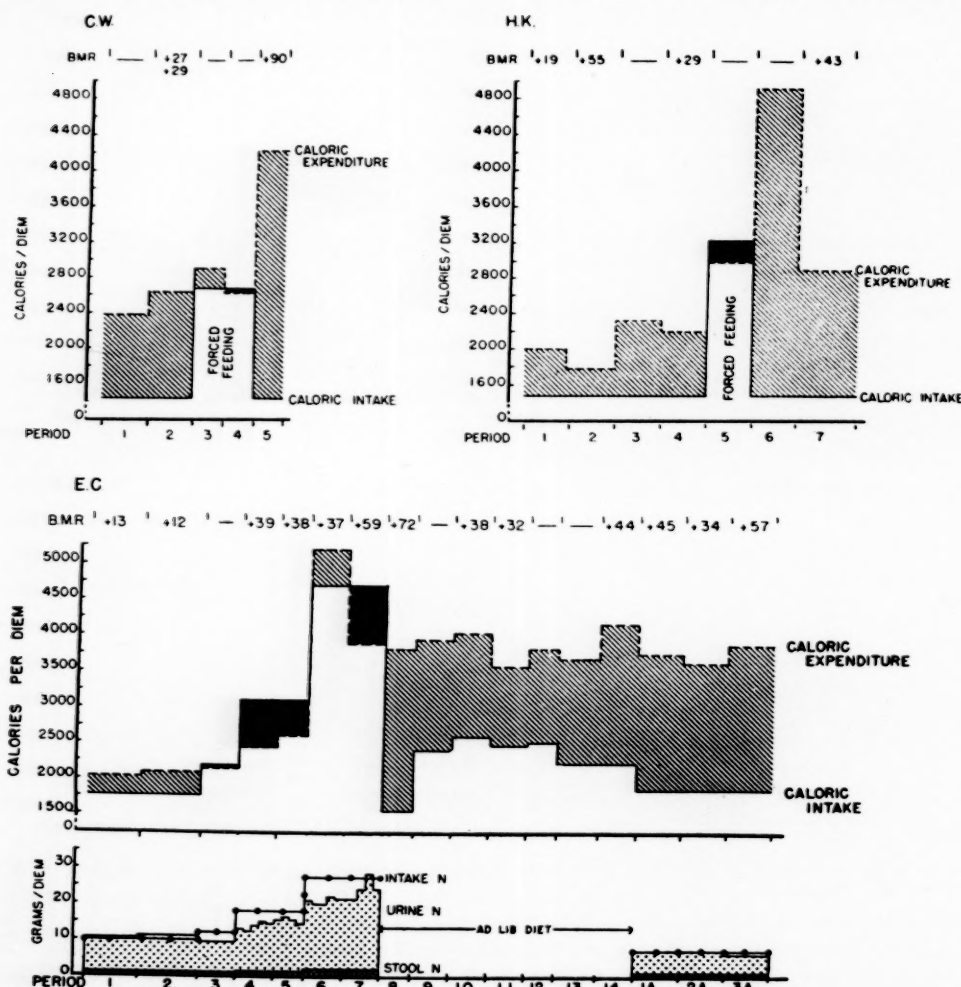 C.W.
BMR — +27 — — +90
+29
4800
4400
4000
3600
3200
2800
2400
2000
1600
0
CALORIES / DIEM
CALORIC EXPENDITURE
FORCED FEEDING
CALORIC INTAKE
PERIOD 1 2 3 4 5
H.K.
BMR +19 +55 — +29 — — +43
4800
4400
4000
3600
3200
2800
2400
2000
1600
0
CALORIES / DIEM
CALORIC EXPENDITURE
FORCED FEEDING
CALORIC INTAKE
PERIOD 1 2 3 4 5 6 7
E.C
B.M.R +13 +12 — +39 +38 +37 +59 +72 — +38 +32 — — +44 +45 +34 +57
5000
4500
4000
3500
3000
2500
2000
1500
0
CALORIES PER DIEM
CALORIC EXPENDITURE
CALORIC INTAKE
30
20
10
0
GRAMS/DIEM
INTAKE N
URINE N
AD LIB DIET
STOOL N
PERIOD 1 2 3 4 5 6 7 8 9 10 11 12 13 14 1A 2A 3A